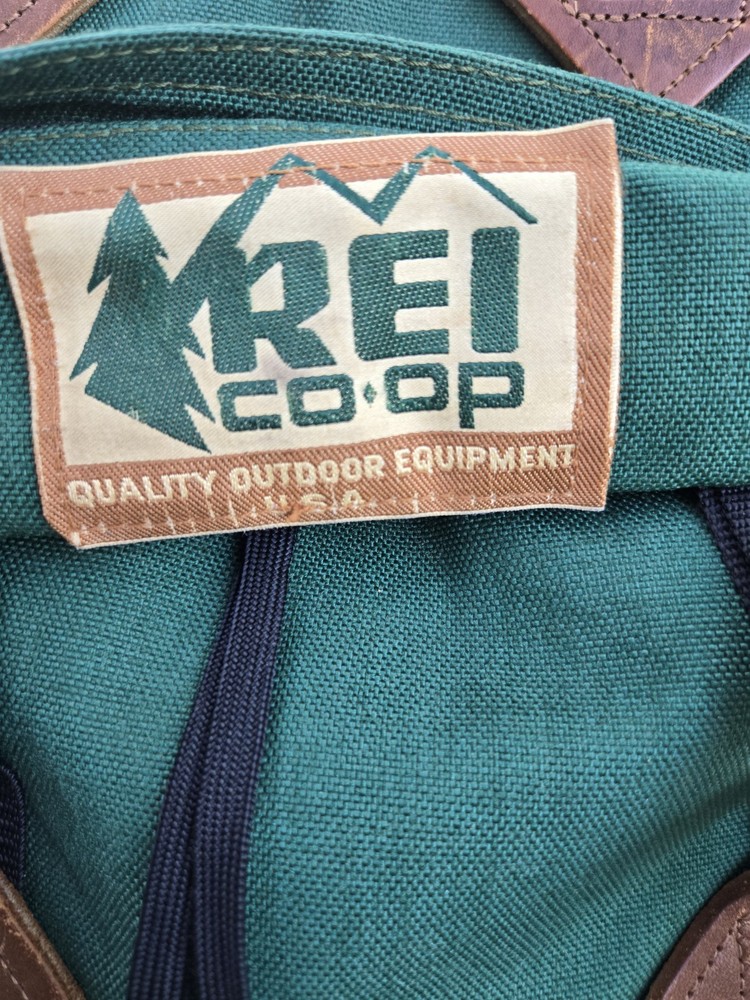 REI
CO·OP
QUALITY OUTDOOR EQUIPMENT
U.S.A.